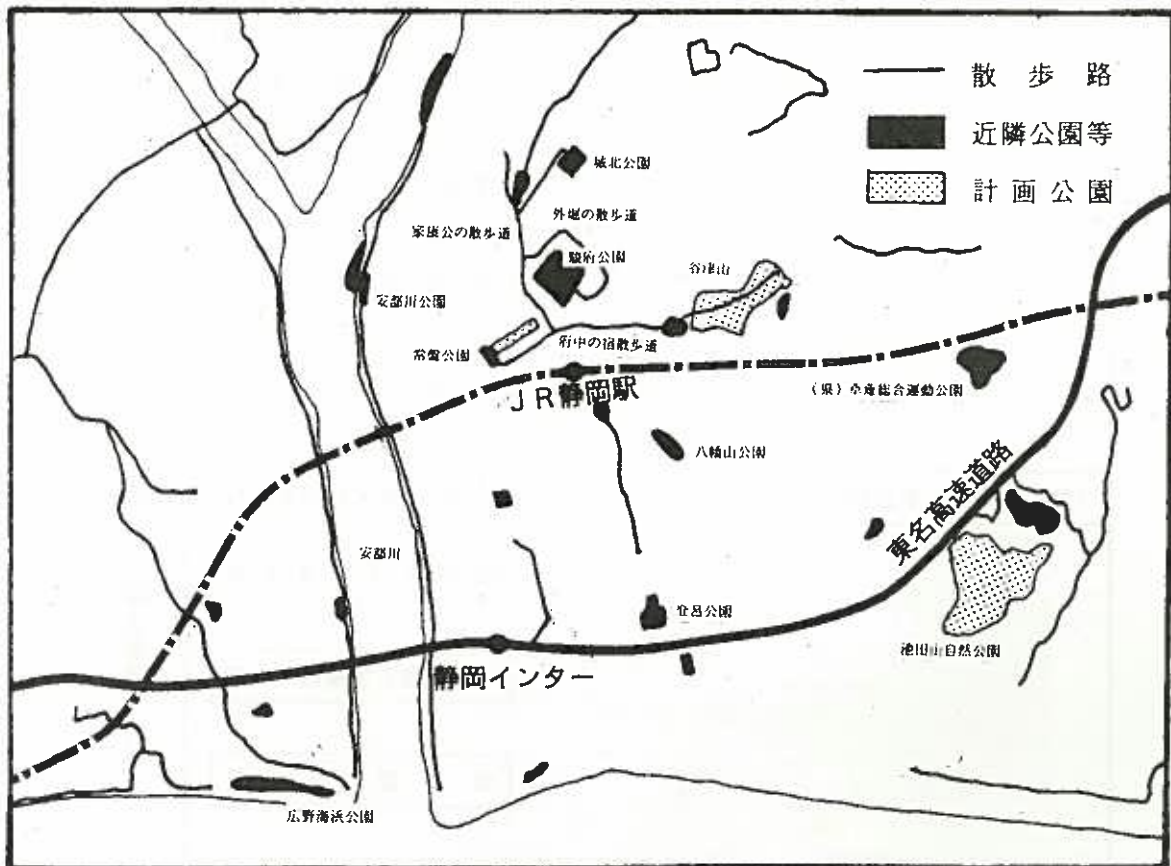 散歩路
近隣公園等
計画公園
城北公園
外堀の散歩道
家康公の散歩道
駿府公園
谷津山
安部川公園
府中の宿散歩道
常盤公園
JR静岡駅
(県)草薙総合運動公園
八幡山公園
東名高速道路
安部川
登呂公園
池田山自然公園
静岡インター
広野海浜公園